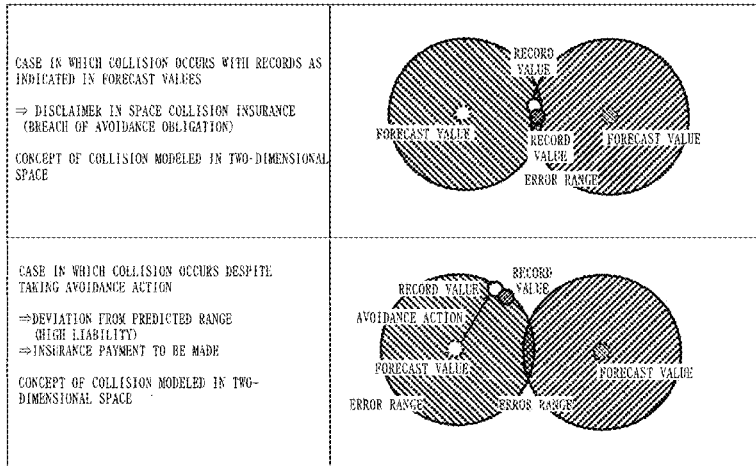 CASE IN WHICH COLLISION OCCURS WITH RECORDS AS
INDICATED IN FORECAST VALUES
⇒ DISCLAIMER IN SPACE COLLISION INSURANCE
(BREACH OF AVOIDANCE OBLIGATION)
CONCEPT OF COLLISION MODELED IN TWO-DIMENSIONAL
SPACE
RECORD
VALUE
FORECAST VALUE
RECORD
VALUE
FORECAST VALUE
ERROR RANGE
CASE IN WHICH COLLISION OCCURS DESPITE
TAKING AVOIDANCE ACTION
⇒DEVIATION FROM PREDICTED RANGE
(HIGH LIABILITY)
⇒INSURANCE PAYMENT TO BE MADE
CONCEPT OF COLLISION MODELED IN TWO-
DIMENSIONAL SPACE
RECORD VALUE
RECORD
VALUE
AVOIDANCE ACTION
FORECAST VALUE
FORECAST VALUE
ERROR RANGE
ERROR RANGE